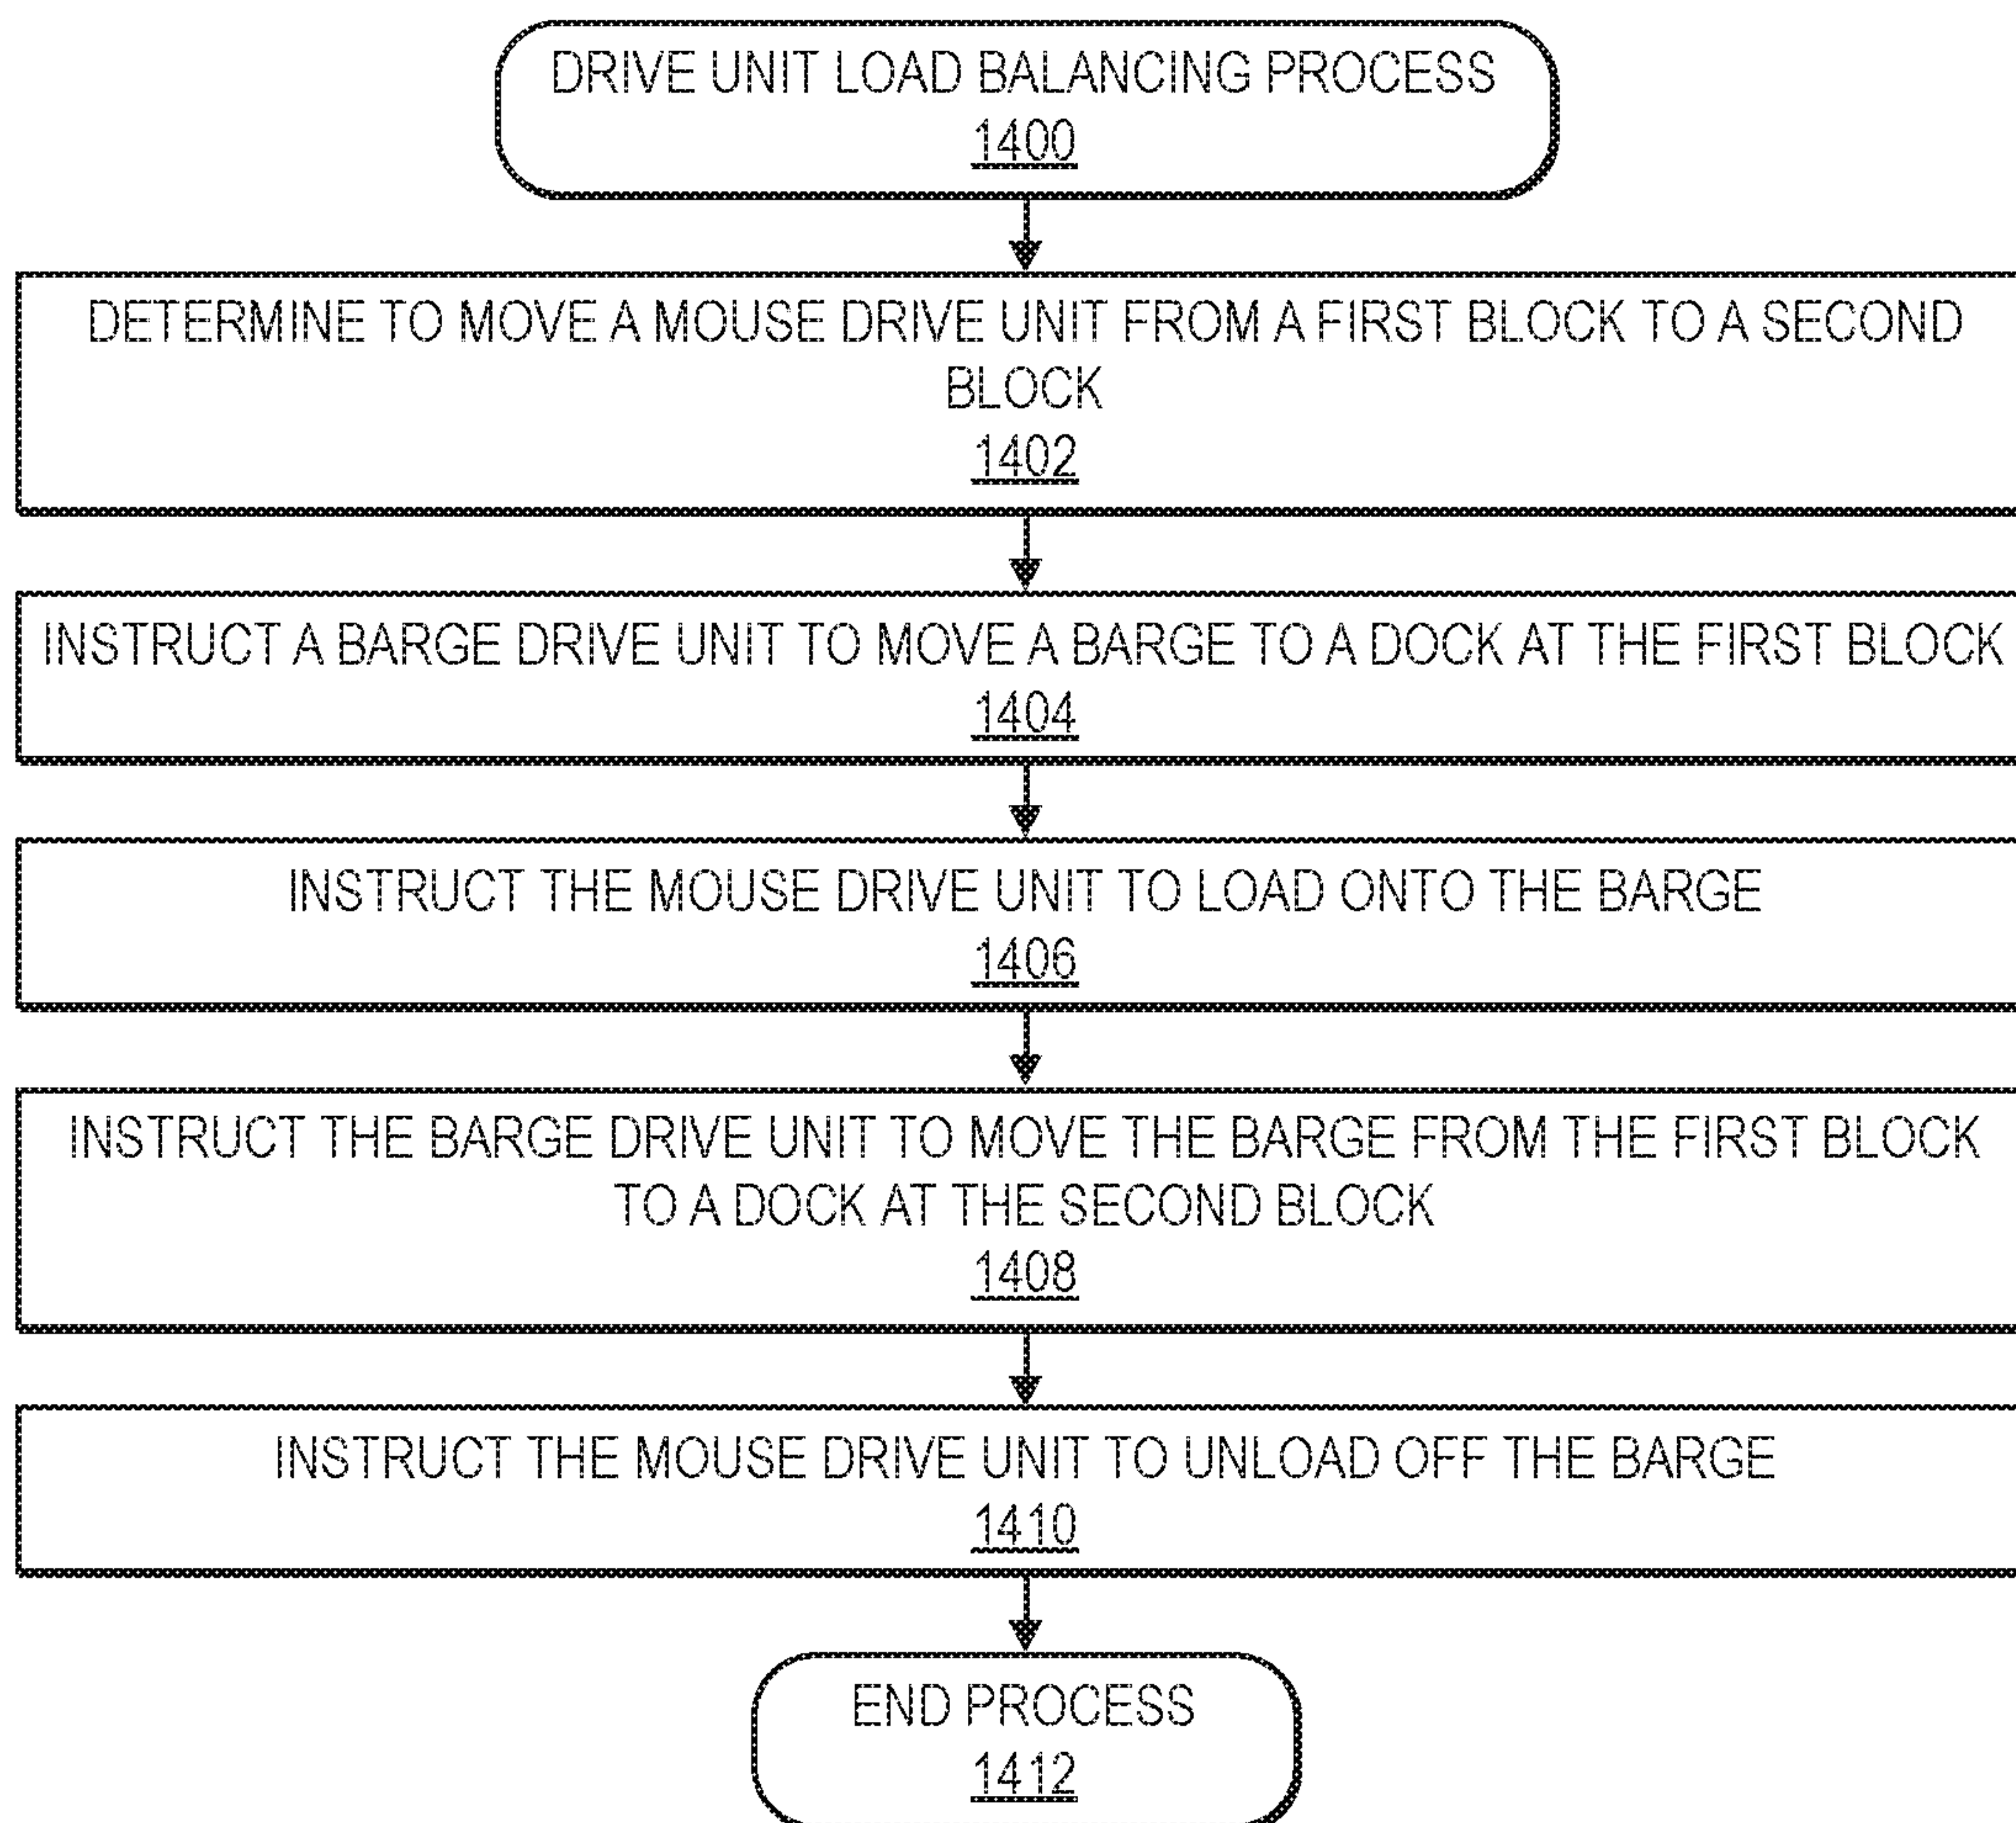 DRIVE UNIT LOAD BALANCING PROCESS
1400
DETERMINE TO MOVE A MOUSE DRIVE UNIT FROM A FIRST BLOCK TO A SECOND
BLOCK
1402
INSTRUCT A BARGE DRIVE UNIT TO MOVE A BARGE TO A DOCK AT THE FIRST BLOCK
1404
INSTRUCT THE MOUSE DRIVE UNIT TO LOAD ONTO THE BARGE
1406
INSTRUCT THE BARGE DRIVE UNIT TO MOVE THE BARGE FROM THE FIRST BLOCK
TO A DOCK AT THE SECOND BLOCK
1408
INSTRUCT THE MOUSE DRIVE UNIT TO UNLOAD OFF THE BARGE
1410
END PROCESS
1412